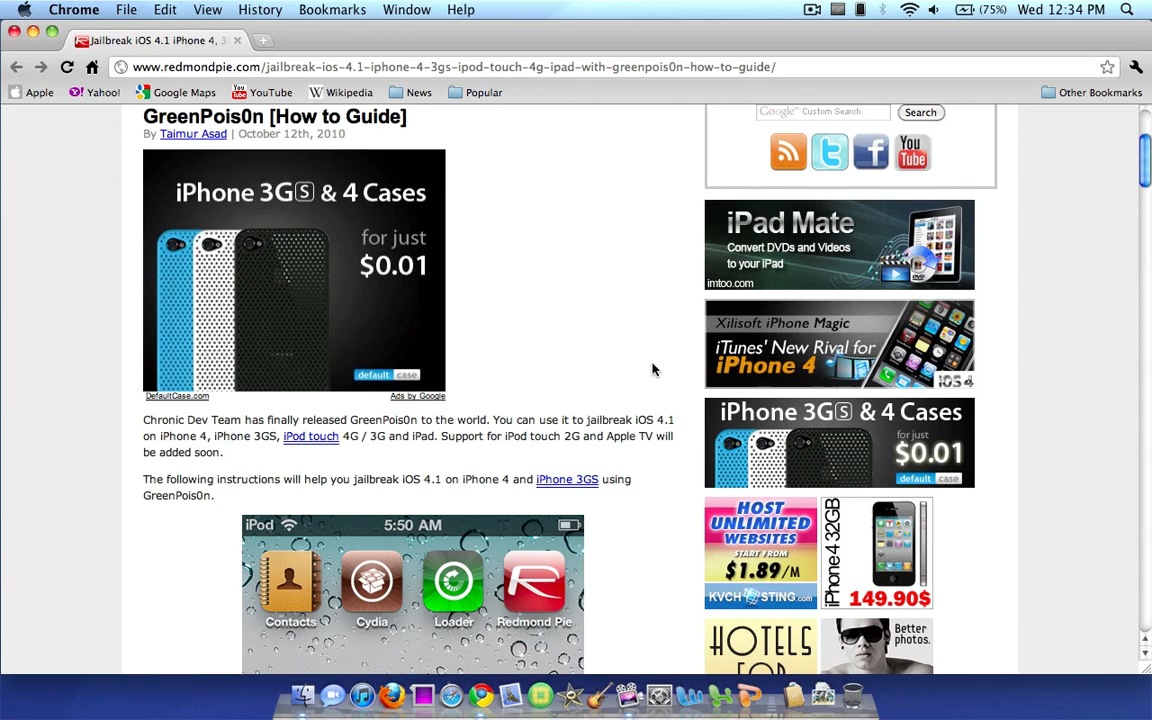 Chrome File Edit View History Bookmarks Window Help (75%) Wed 12:34 PM
Jailbreak iOS 4.1 iPhone 4, 3
www.redmondpie.com/jailbreak-ios-4.1-iphone-4-3gs-ipod-touch-4g-ipad-with-greenpois0n-how-to-guide/
Apple Yahoo! Google Maps YouTube Wikipedia News Popular Other Bookmarks
GreenPois0n [How to Guide]
By Taimur Asad | October 12th, 2010
iPhone 3GS & 4 Cases
for just
$0.01
default case
DefaultCase.com Ads by Google
Chronic Dev Team has finally released GreenPois0n to the world. You can use it to jailbreak iOS 4.1
on iPhone 4, iPhone 3GS, iPod touch 4G / 3G and iPad. Support for iPod touch 2G and Apple TV will
be added soon.
The following instructions will help you jailbreak iOS 4.1 on iPhone 4 and iPhone 3GS using
GreenPois0n.
iPod 5:50 AM
Contacts Cydia Loader Redmond Pie
Google Custom Search Search
You
Tube
iPad Mate
Convert DVDs and Videos
to your iPad
imtoo.com
Xilisoft iPhone Magic
iTunes' New Rival for
iPhone 4
iOS 4
iPhone 3GS & 4 Cases
for just
$0.01
default case
HOST
UNLIMITED
WEBSITES
START FROM
$1.89/M
KVCHOSTING.com
iPhone4 32GB
149.90$
HOTELS
FOR
Better
photos.